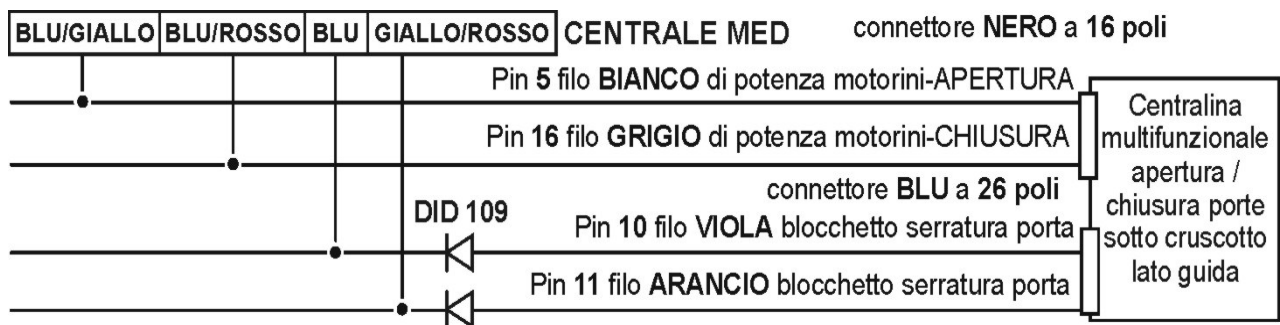 BLU/GIALLO BLU/ROSSO BLU GIALLO/ROSSO CENTRALE MED connettore NERO a 16 poli
Pin 5 filo BIANCO di potenza motorini-APERTURA
Pin 16 filo GRIGIO di potenza motorini-CHIUSURA
connettore BLU a 26 poli
DID 109
Pin 10 filo VIOLA blocchetto serratura porta
Pin 11 filo ARANCIO blocchetto serratura porta
Centralina
multifunzionale
apertura /
chiusura porte
sotto cruscotto
lato guida